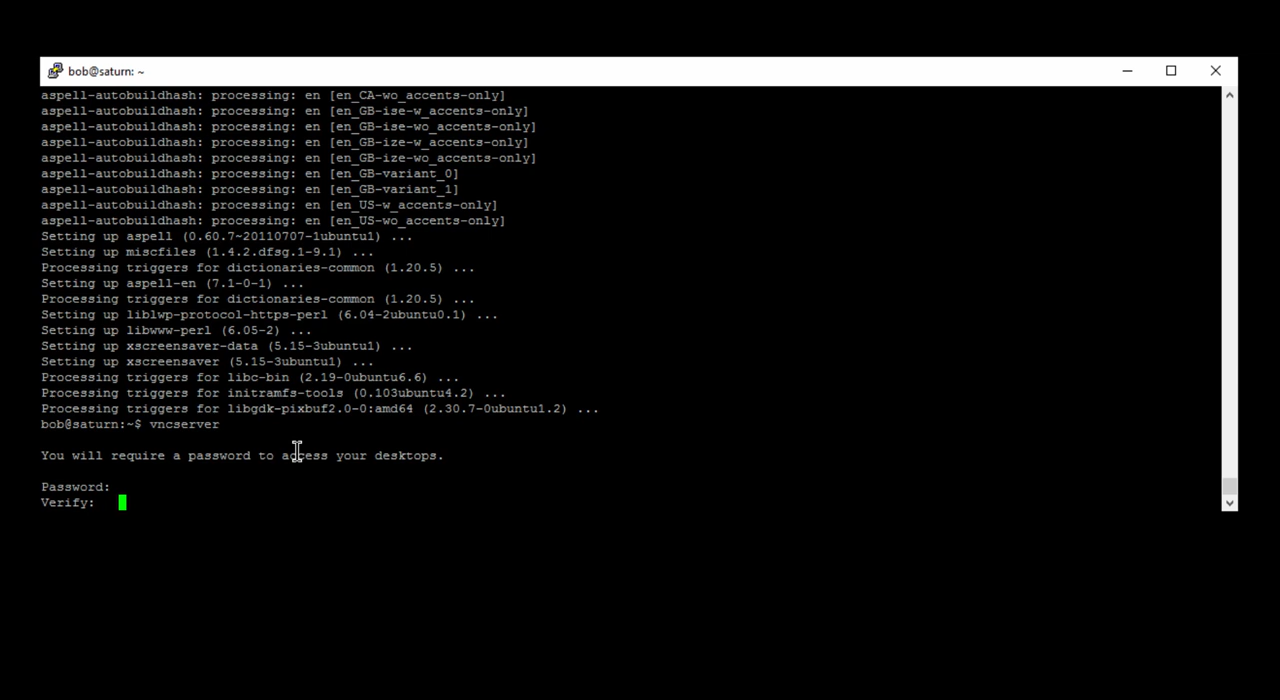 bob@saturn: ~
aspell-autobuildhash: processing: en [en_CA-wo_accents-only]
aspell-autobuildhash: processing: en [en_GB-ise-w_accents-only]
aspell-autobuildhash: processing: en [en_GB-ise-wo_accents-only]
aspell-autobuildhash: processing: en [en_GB-ize-w_accents-only]
aspell-autobuildhash: processing: en [en_GB-ize-wo_accents-only]
aspell-autobuildhash: processing: en [en_GB-variant_0]
aspell-autobuildhash: processing: en [en_GB-variant_1]
aspell-autobuildhash: processing: en [en_US-w_accents-only]
aspell-autobuildhash: processing: en [en_US-wo_accents-only]
Setting up aspell (0.60.7~20110707-1ubuntu1) ...
Setting up miscfiles (1.4.2.dfsg.1-9.1) ...
Processing triggers for dictionaries-common (1.20.5) ...
Setting up aspell-en (7.1-0-1) ...
Processing triggers for dictionaries-common (1.20.5) ...
Setting up liblwp-protocol-https-perl (6.04-2ubuntu0.1) ...
Setting up libwww-perl (6.05-2) ...
Setting up xscreensaver-data (5.15-3ubuntu1) ...
Setting up xscreensaver (5.15-3ubuntu1) ...
Processing triggers for libc-bin (2.19-0ubuntu6.6) ...
Processing triggers for initramfs-tools (0.103ubuntu4.2) ...
Processing triggers for libgdk-pixbuf2.0-0:amd64 (2.30.7-0ubuntu1.2) ...
bob@saturn:~$ vncserver
You will require a password to access your desktops.
Password:
Verify: